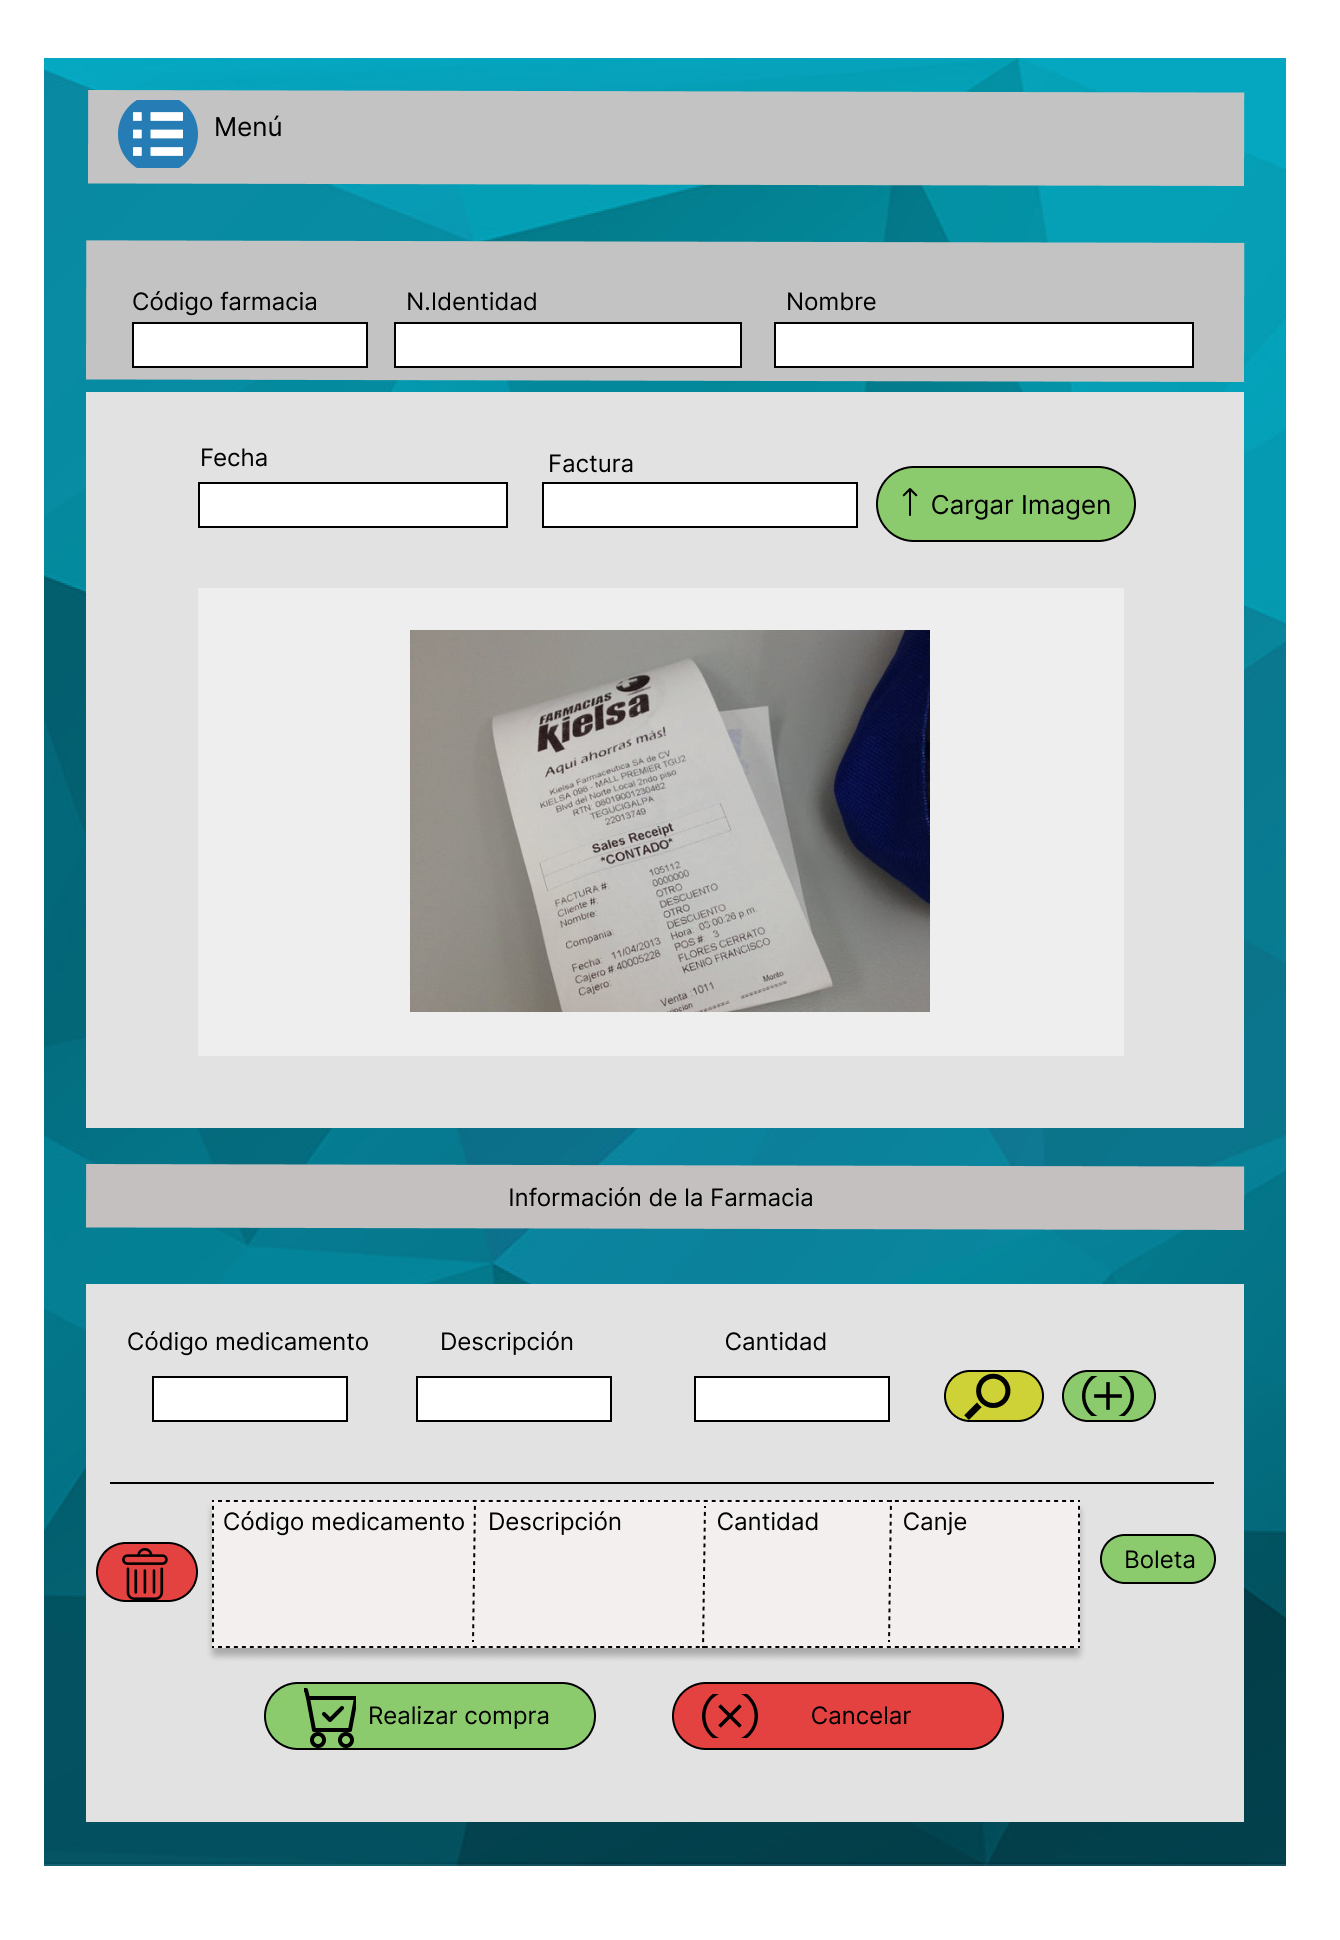 Menú
Código farmacia
N.Identidad
Nombre
Fecha
Factura
↑ Cargar Imagen
FARMACIAS
Kielsa
Aqui ahorras más!
Kielsa Farmaceutica SA de CV
KIELSA 096 - MALL PREMIER TGU2
Blvd del Norte Local 2ndo piso
RTN: 08019001230462
TEGUCIGALPA
22013749
Sales Receipt
*CONTADO*
FACTURA # 105112
Cliente #: 0000000
Nombre: OTRO
DESCUENTO
Compania: OTRO
DESCUENTO
Fecha: 11/04/2013 Hora: 03:00:26 p.m.
Cajero # 40005228 POS #: 3
Cajero: FLORES CERRATO
KENIO FRANCISCO
Venta :1011
Monto
Información de la Farmacia
Código medicamento
Descripción
Cantidad
Código medicamento
Descripción
Cantidad
Canje
Boleta
Realizar compra
Cancelar